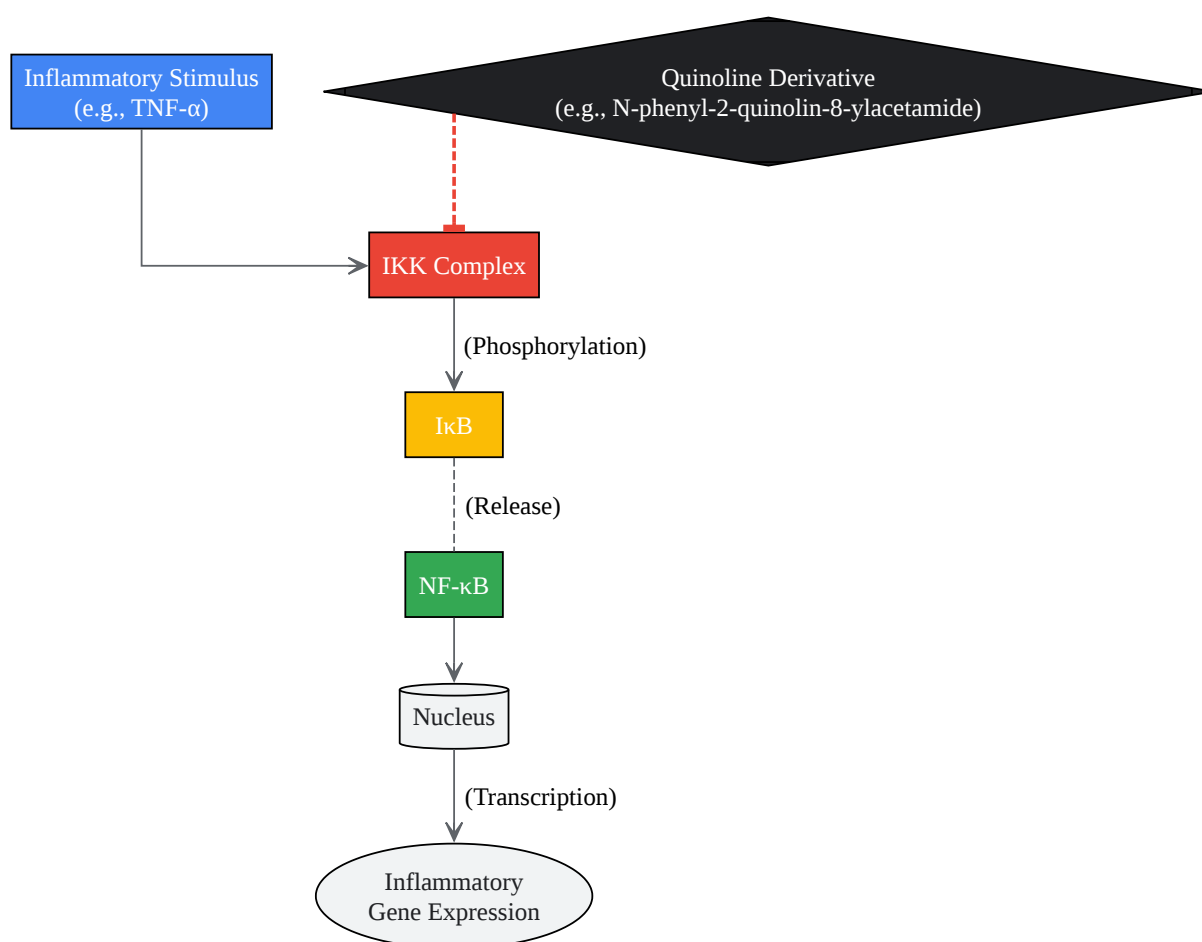 Inflammatory Stimulus
(e.g., TNF-α)
Quinoline Derivative
(e.g., N-phenyl-2-quinolin-8-ylacetamide)
IKK Complex
(Phosphorylation)
IκB
(Release)
NF-κB
Nucleus
(Transcription)
Inflammatory
Gene Expression